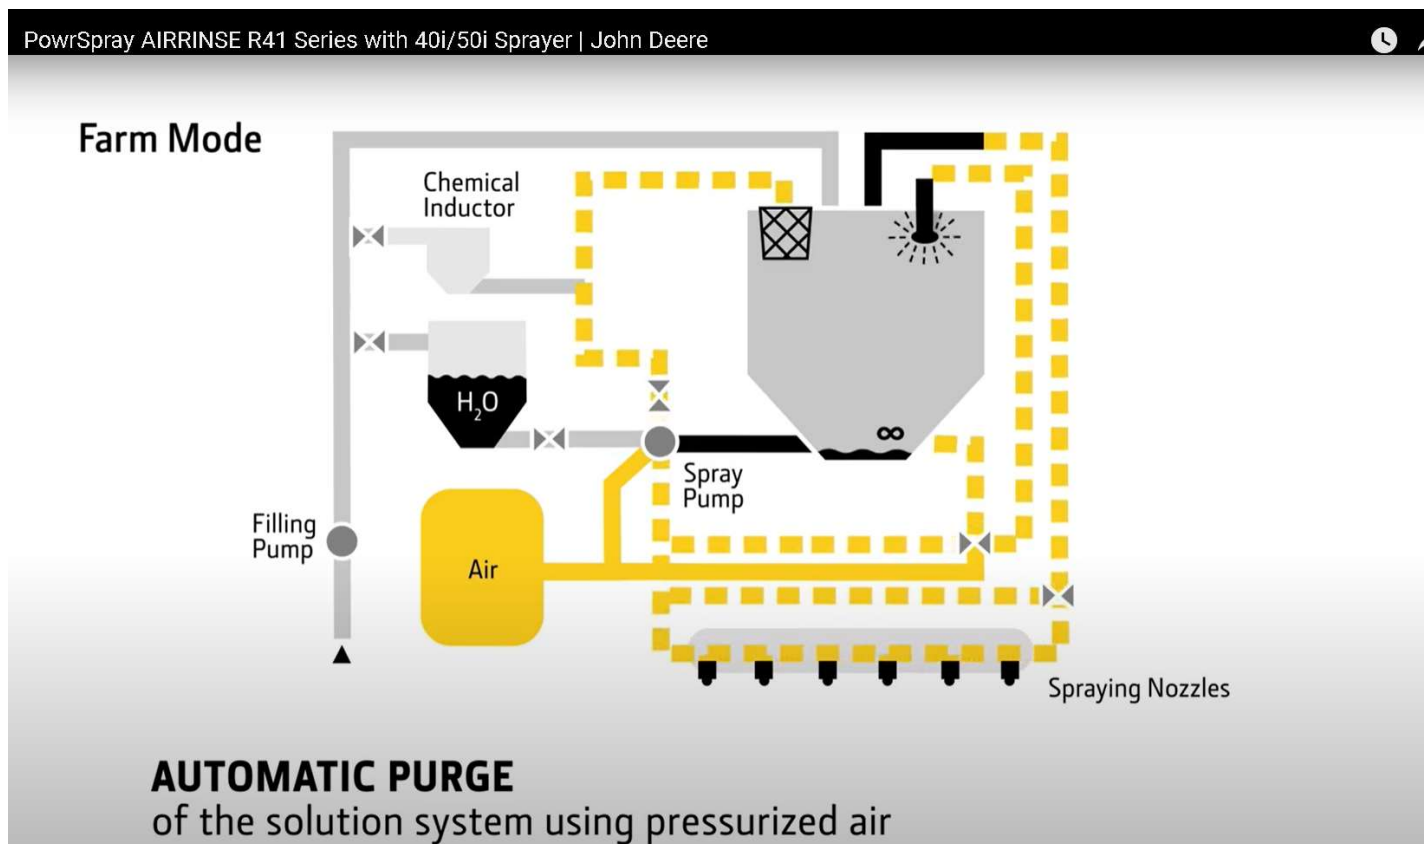 PowrSpray AIRRINSE R41 Series with 40i/50i Sprayer | John Deere
Farm Mode
Chemical
Inductor
H₂O
∞
Spray
Pump
Filling
Pump
Air
Spraying Nozzles
AUTOMATIC PURGE
of the solution system using pressurized air